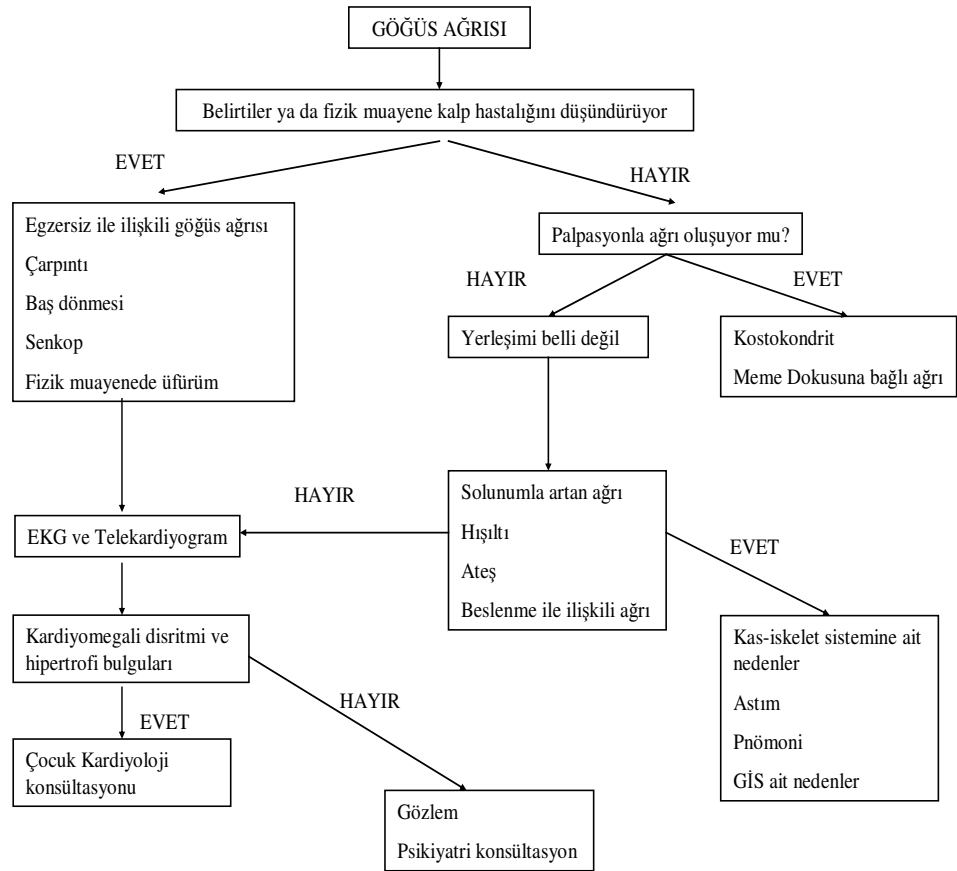 GÖĞÜS AĞRISI
Belirtiler ya da fizik muayene kalp hastalığını düşündürüyor
EVET
HAYIR
Egzersiz ile ilişkili göğüs ağrısı
Çarpıntı
Baş dönmesi
Senkop
Fizik muayenede üfürüm
Palpasyonla ağrı oluşuyor mu?
HAYIR
EVET
Yerleşimi belli değil
Kostokondrit
Meme Dokusuna bağlı ağrı
HAYIR
Solunumla artan ağrı
Hışıltı
Ateş
Beslenme ile ilişkili ağrı
EKG ve Telekardiyogram
EVET
Kardiyomegali disritmi ve
hipertrofi bulguları
Kas-iskelet sistemine ait
nedenler
Astım
Pnömoni
GİS ait nedenler
HAYIR
EVET
Çocuk Kardiyoloji
konsültasyonu
Gözlem
Psikiyatri konsültasyon